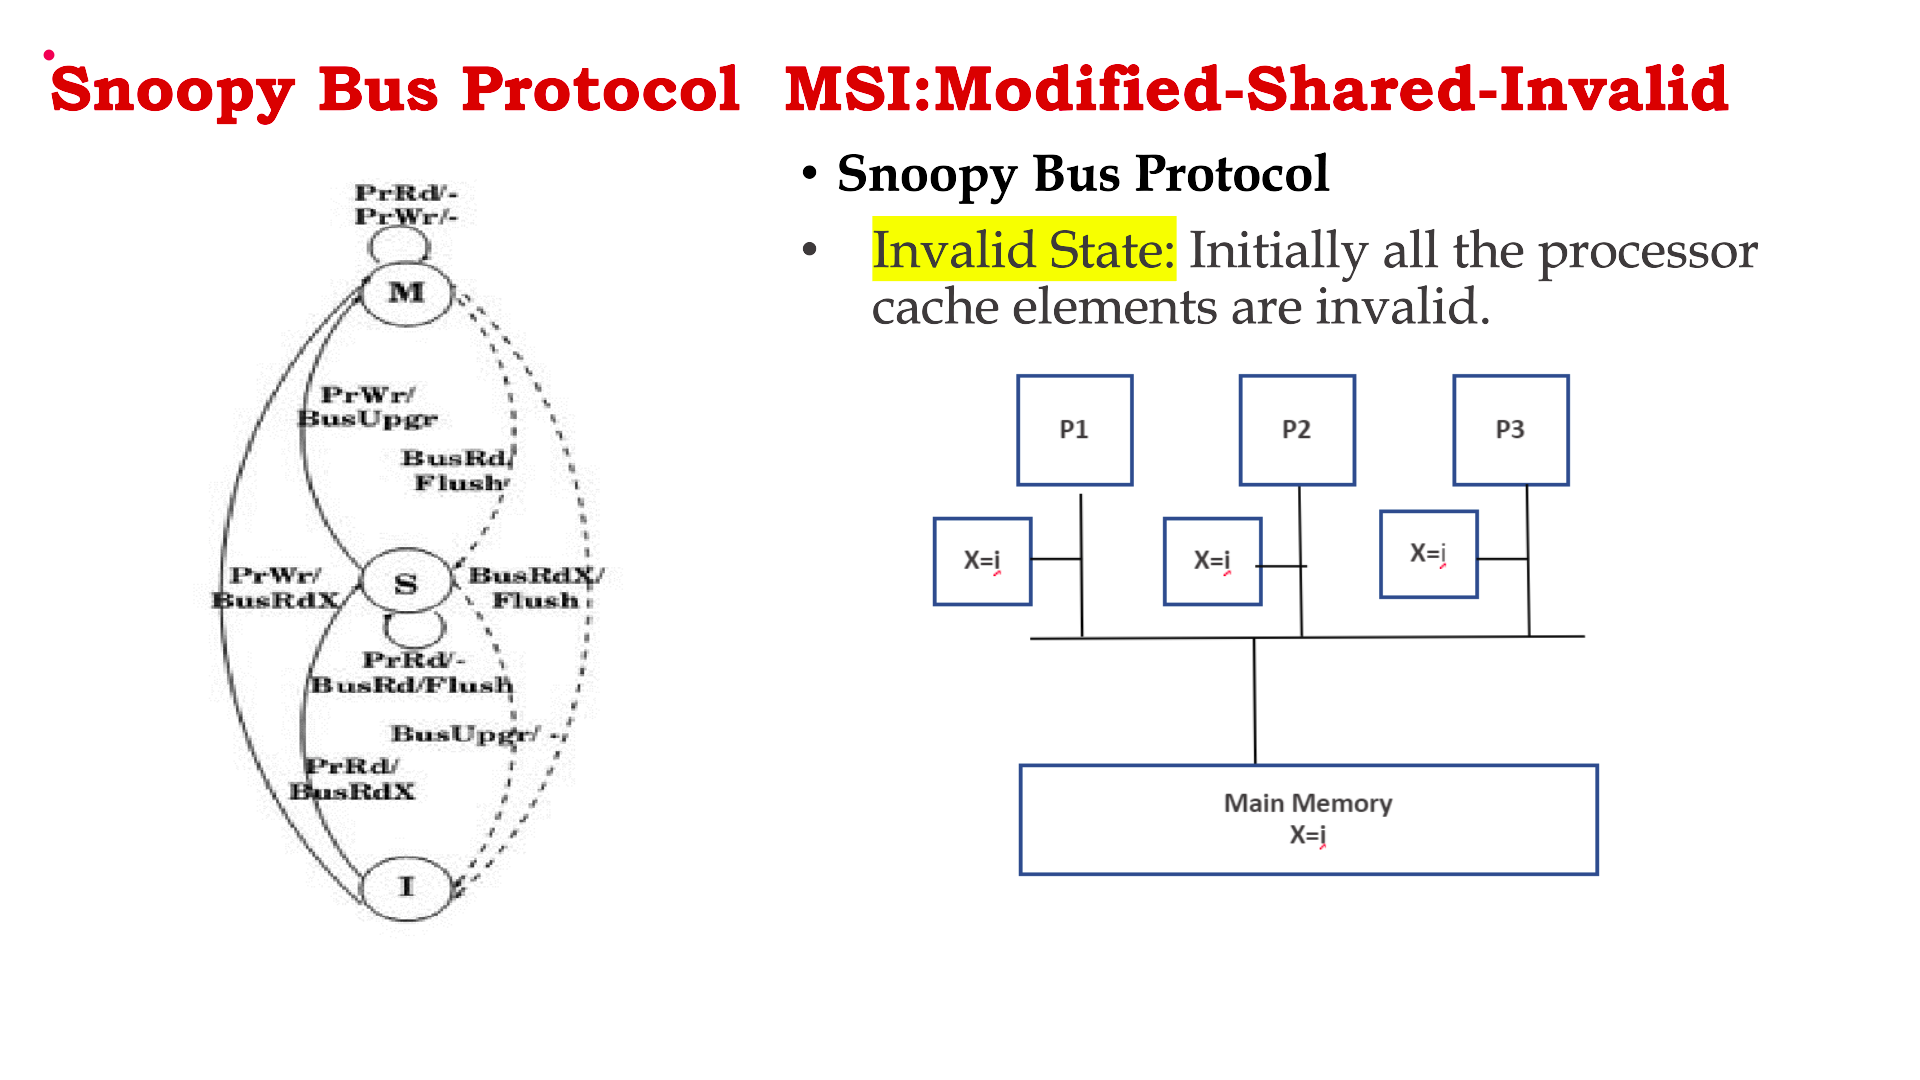 Snoopy Bus Protocol MSI:Modified-Shared-Invalid
PrRd/-
PrWr/-
M
PrWr/
BusUpgr
BusRd/
Flush
PrWr/
BusRdX
S
BusRdX/
Flush
PrRd/-
BusRd/Flush
BusUpgr/ -
PrRd/
BusRdX
I
• Snoopy Bus Protocol
• Invalid State: Initially all the processor
cache elements are invalid.
P1
P2
P3
X=i
X=i
X=i
Main Memory
X=i